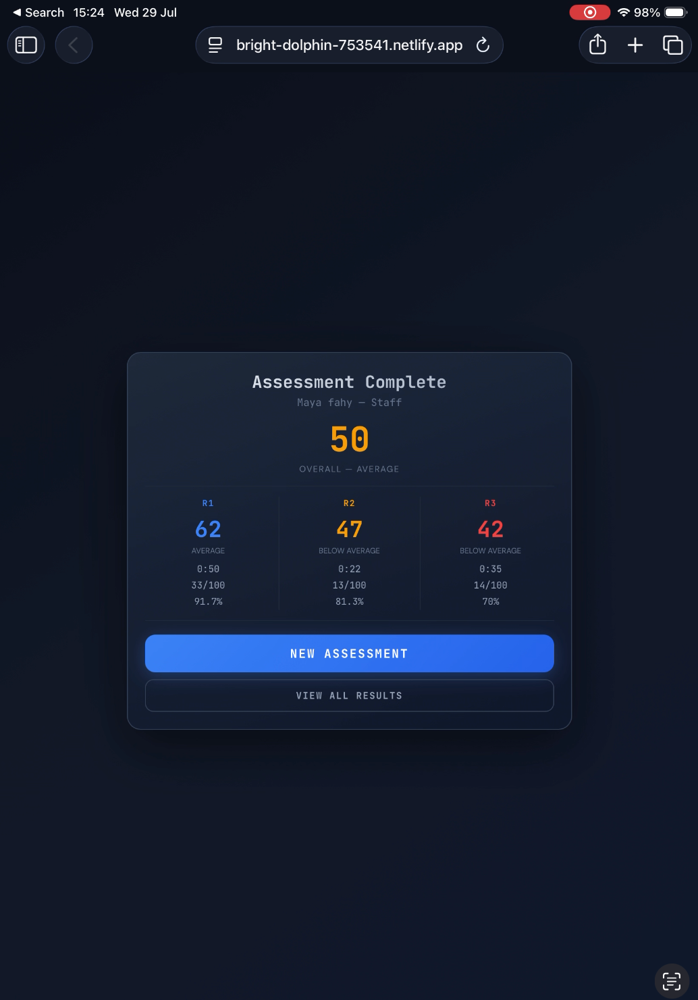 ◀ Search 15:24 Wed 29 Jul 98%
bright-dolphin-753541.netlify.app
Assessment Complete
Maya fahy — Staff
50
OVERALL — AVERAGE
R1 R2 R3
62 47 42
AVERAGE BELOW AVERAGE BELOW AVERAGE
0:50 0:22 0:35
33/100 13/100 14/100
91.7% 81.3% 70%
NEW ASSESSMENT
VIEW ALL RESULTS